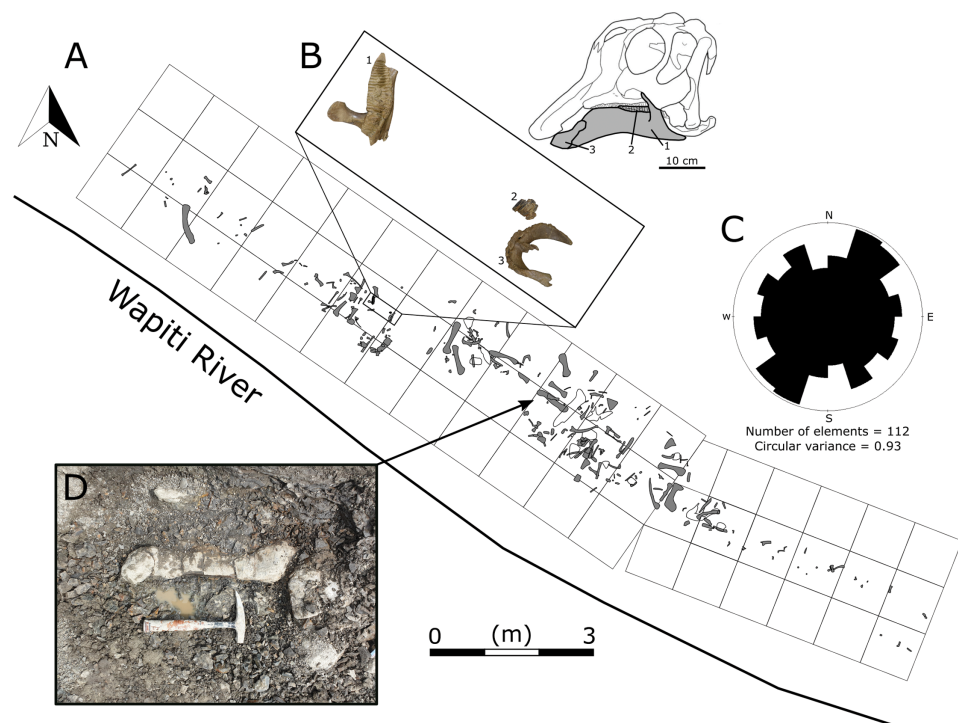 A
N
B
1
2
3
3
2
1
10 cm
C
N
W
E
S
Number of elements = 112
Circular variance = 0.93
Wapiti River
D
0 (m) 3